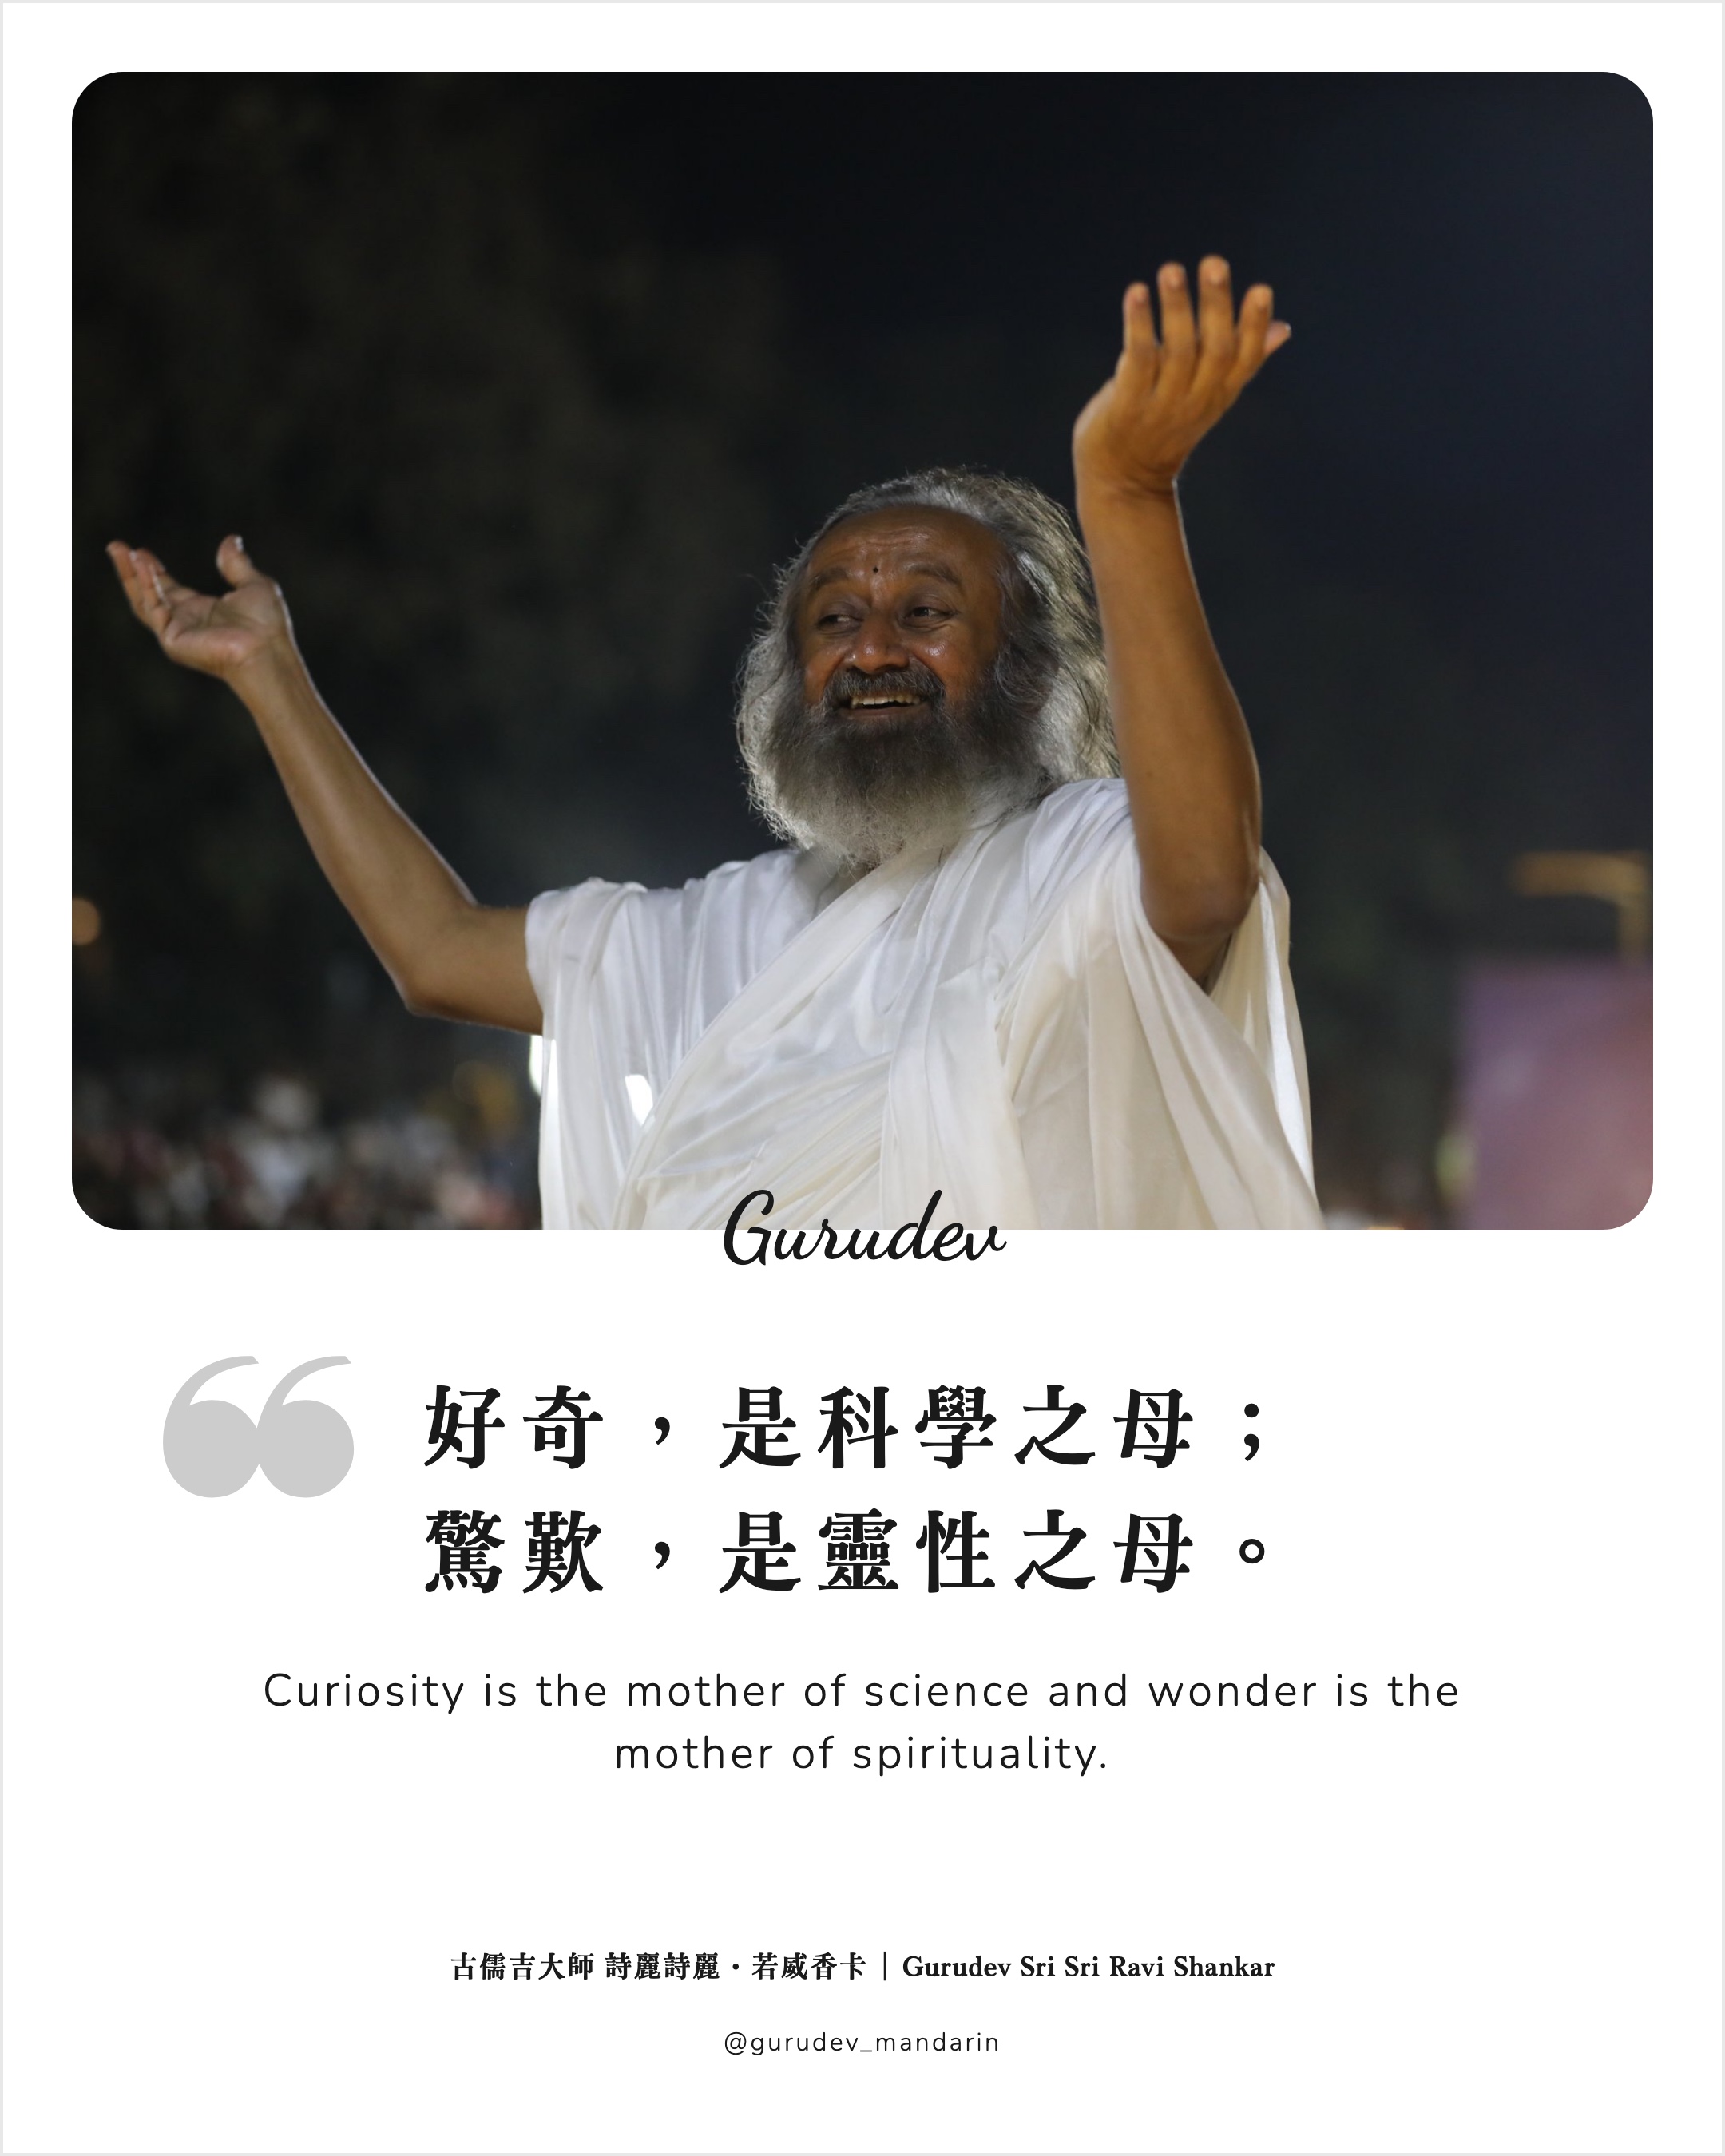 Gurudev
好奇，是科學之母；
驚歎，是靈性之母。
Curiosity is the mother of science and wonder is the
mother of spirituality.
古儒吉大師 詩麗詩麗・若威香卡｜Gurudev Sri Sri Ravi Shankar
@gurudev_mandarin